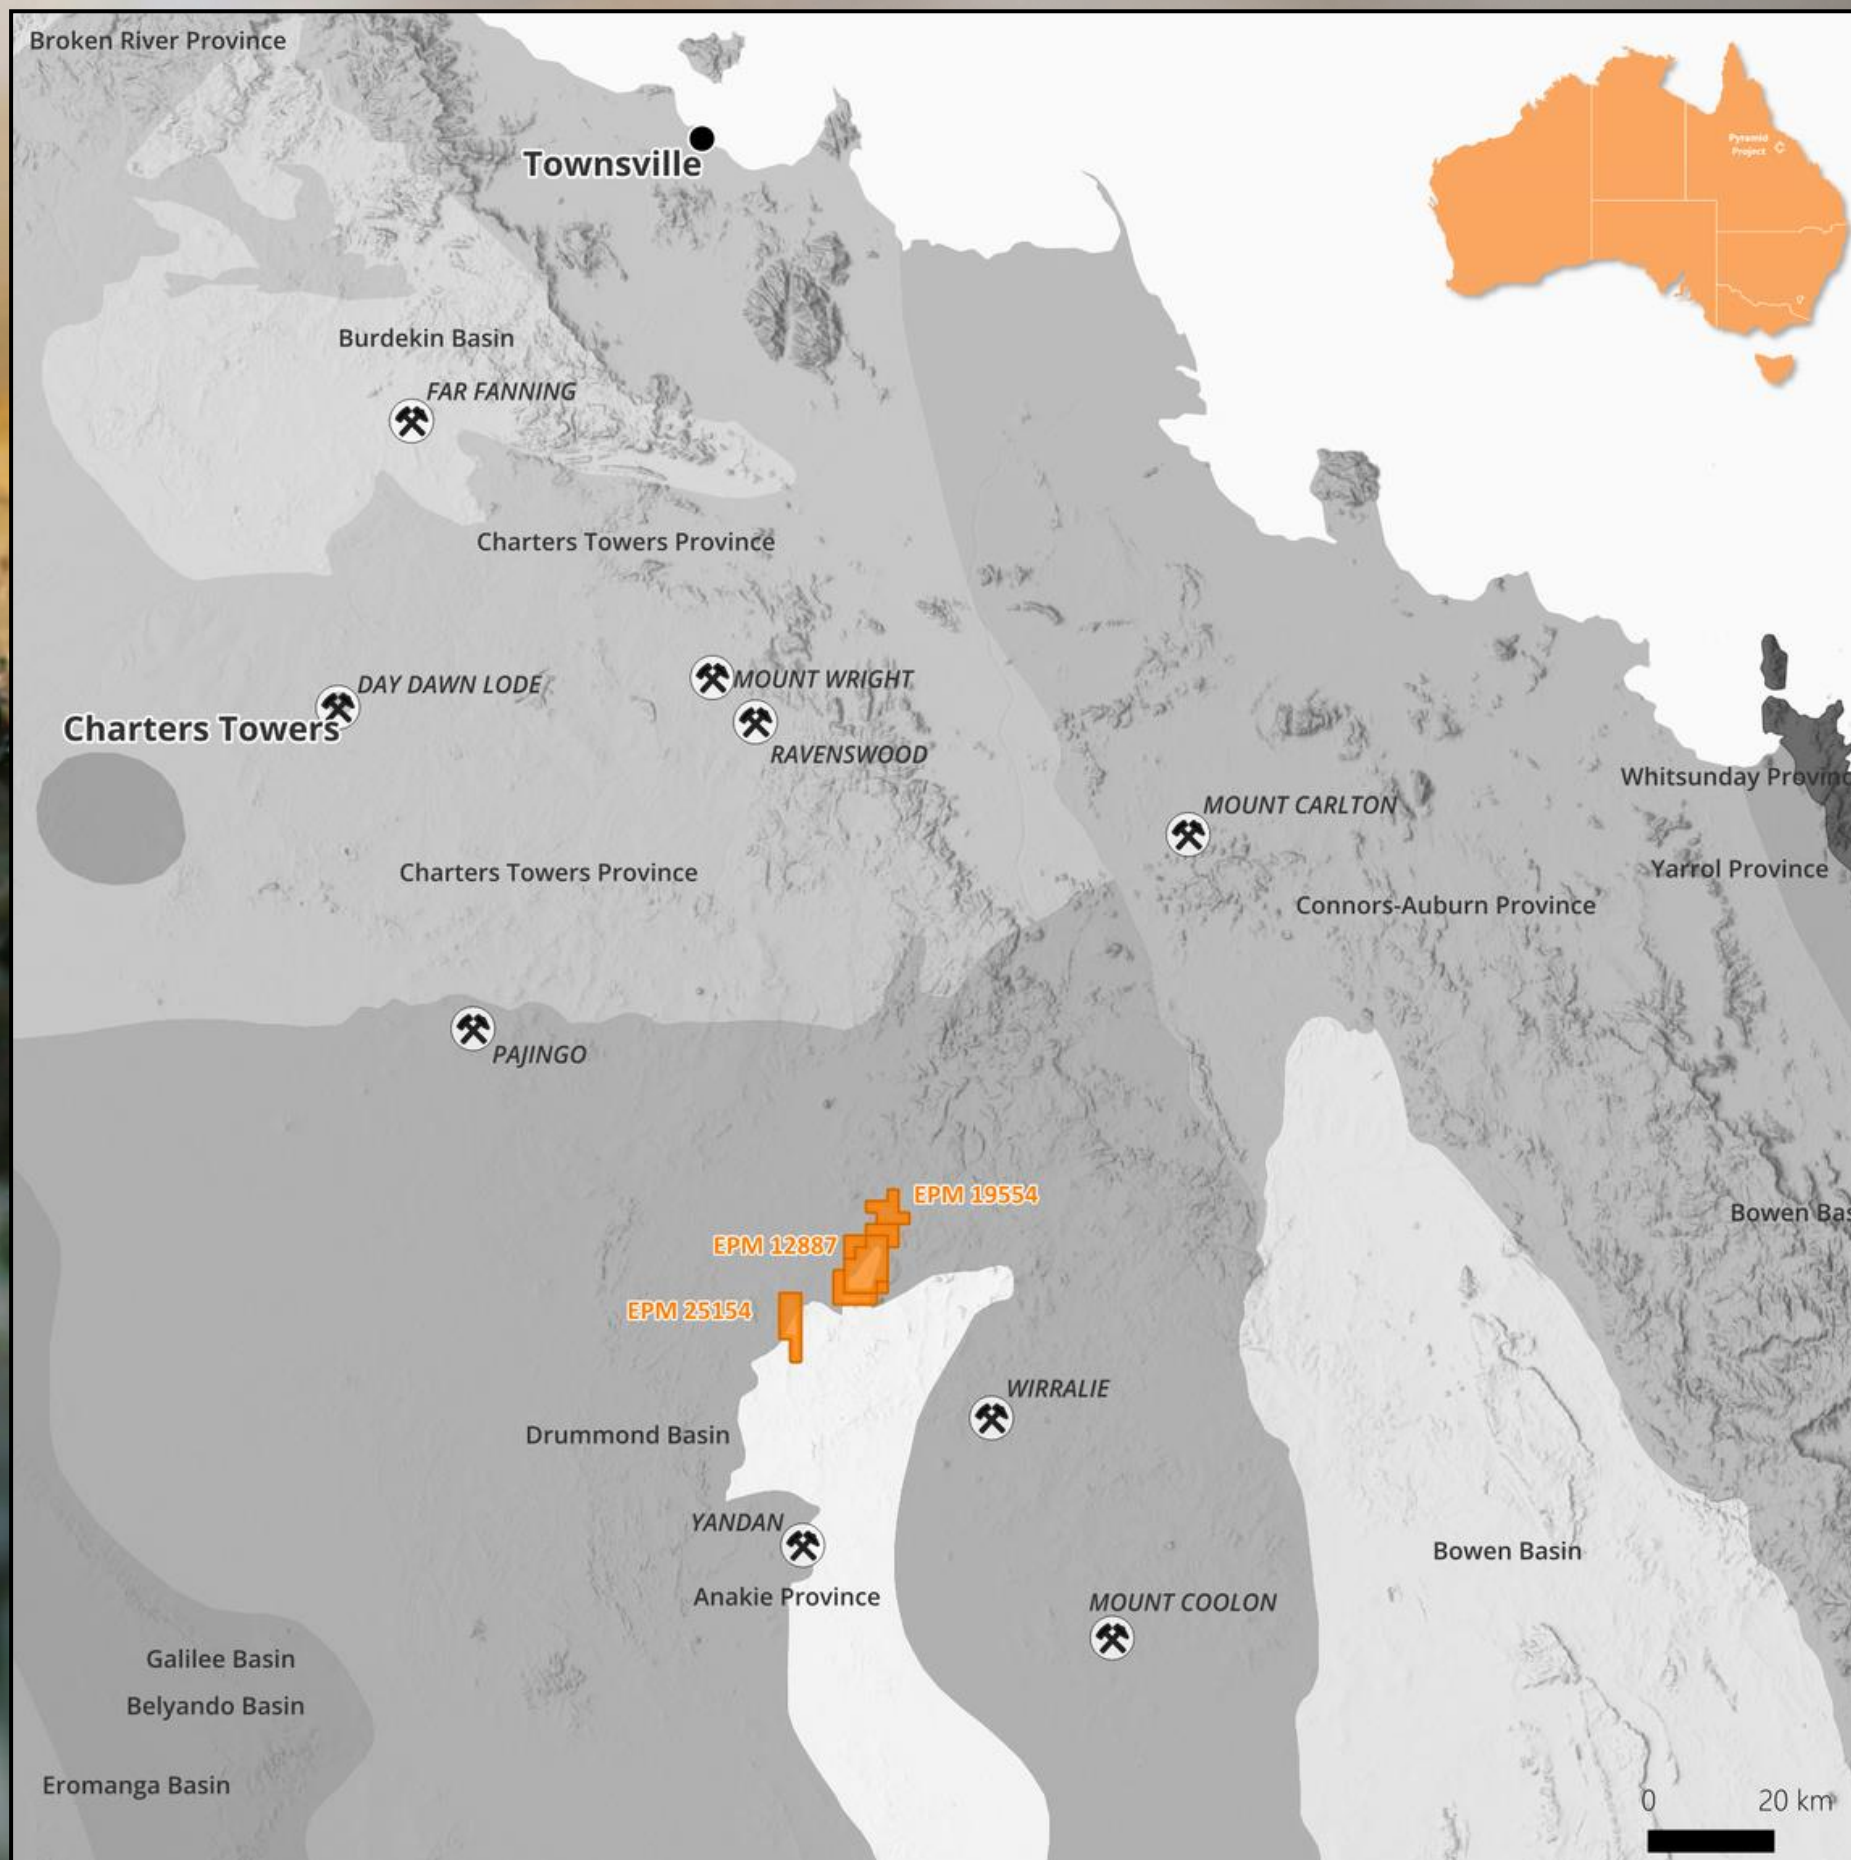 Broken River Province
Pyramid
Project
Townsville
Burdekin Basin
FAR FANNING
Charters Towers Province
DAY DAWN LODE
MOUNT WRIGHT
Charters Towers
RAVENSWOOD
Whitsunday Provinc
MOUNT CARLTON
Charters Towers Province
Yarrol Province
Connors-Auburn Province
PAJINGO
EPM 19554
Bowen Bas
EPM 12887
EPM 25154
WIRRALIE
Drummond Basin
YANDAN
Bowen Basin
Anakie Province
MOUNT COOLON
Galilee Basin
Belyando Basin
Eromanga Basin
0 20 km